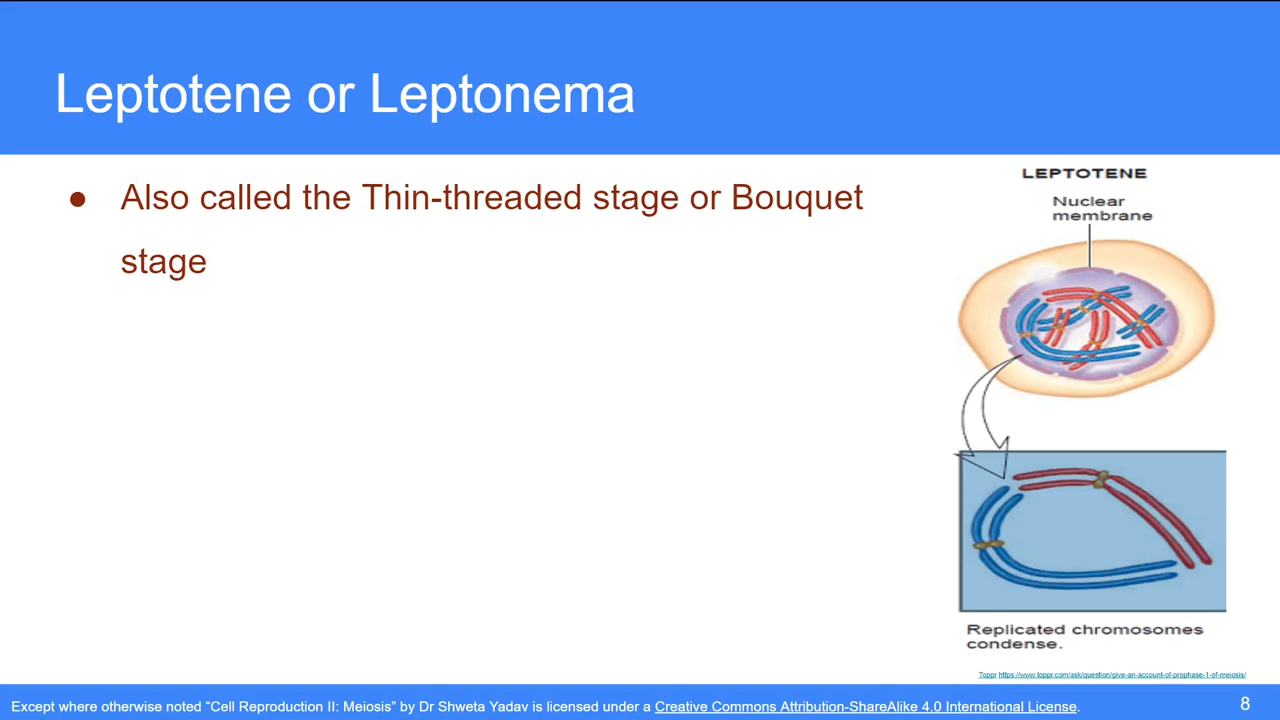 Leptotene or Leptonema
● Also called the Thin-threaded stage or Bouquet
stage
LEPTOTENE
Nuclear
membrane
Replicated chromosomes
condense.
Toppr https://www.toppr.com/ask/question/give-an-account-of-prophase-1-of-meiosis/
Except where otherwise noted “Cell Reproduction II: Meiosis” by Dr Shweta Yadav is licensed under a Creative Commons Attribution-ShareAlike 4.0 International License.
8